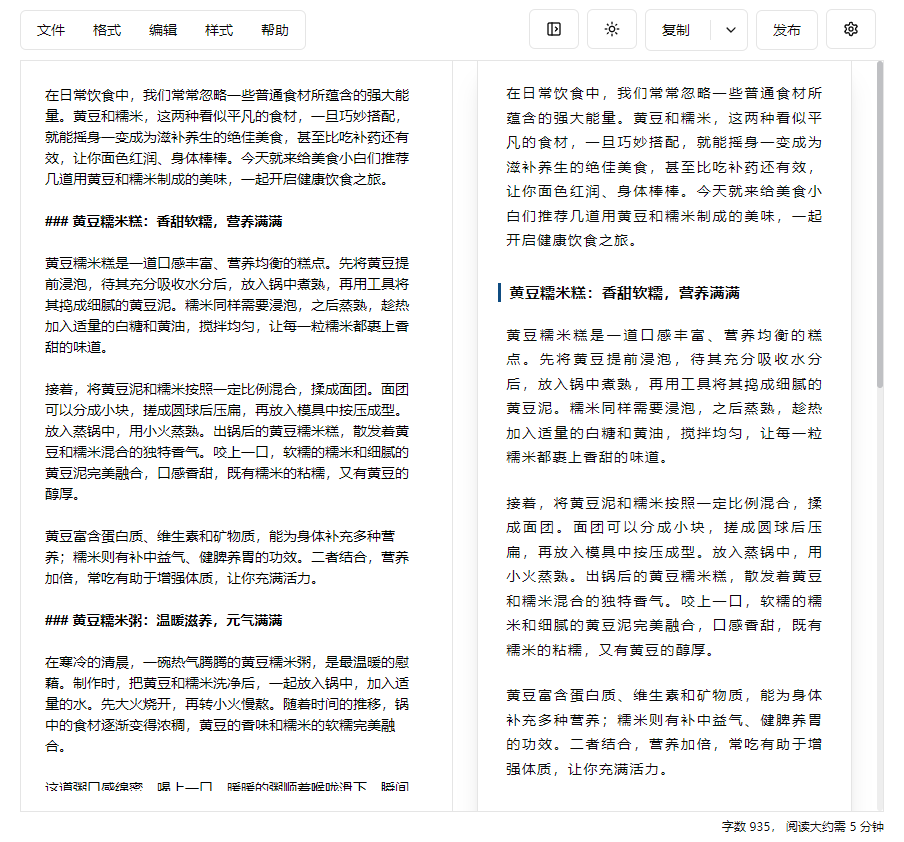 文件 格式 编辑 样式 帮助 复制 发布
在日常饮食中，我们常常忽略一些普通食材所蕴含的强大能
量。黄豆和糯米，这两种看似平凡的食材，一旦巧妙搭配，
就能摇身一变成为滋补养生的绝佳美食，甚至比吃补药还有
效，让你面色红润、身体棒棒。今天就来给美食小白们推荐
几道用黄豆和糯米制成的美味，一起开启健康饮食之旅。
### 黄豆糯米糕：香甜软糯，营养满满
黄豆糯米糕是一道口感丰富、营养均衡的糕点。先将黄豆提
前浸泡，待其充分吸收水分后，放入锅中煮熟，再用工具将
其捣成细腻的黄豆泥。糯米同样需要浸泡，之后蒸熟，趁热
加入适量的白糖和黄油，搅拌均匀，让每一粒糯米都裹上香
甜的味道。
接着，将黄豆泥和糯米按照一定比例混合，揉成面团。面团
可以分成小块，搓成圆球后压扁，再放入模具中按压成型。
放入蒸锅中，用小火蒸熟。出锅后的黄豆糯米糕，散发着黄
豆和糯米混合的独特香气。咬上一口，软糯的糯米和细腻的
黄豆泥完美融合，口感香甜，既有糯米的粘糯，又有黄豆的
醇厚。
黄豆富含蛋白质、维生素和矿物质，能为身体补充多种营
养；糯米则有补中益气、健脾养胃的功效。二者结合，营养
加倍，常吃有助于增强体质，让你充满活力。
### 黄豆糯米粥：温暖滋养，元气满满
在寒冷的清晨，一碗热气腾腾的黄豆糯米粥，是最温暖的慰
藉。制作时，把黄豆和糯米洗净后，一起放入锅中，加入适
量的水。先大火烧开，再转小火慢熬。随着时间的推移，锅
中的食材逐渐变得浓稠，黄豆的香味和糯米的软糯完美融
合。
这道粥口感绵密，喝上一口，暖暖的粥顺着喉咙滑下，瞬间
在日常饮食中，我们常常忽略一些普通食材所
蕴含的强大能量。黄豆和糯米，这两种看似平
凡的食材，一旦巧妙搭配，就能摇身一变成为
滋补养生的绝佳美食，甚至比吃补药还有效，
让你面色红润、身体棒棒。今天就来给美食小
白们推荐几道用黄豆和糯米制成的美味，一起
开启健康饮食之旅。
黄豆糯米糕：香甜软糯，营养满满
黄豆糯米糕是一道口感丰富、营养均衡的糕
点。先将黄豆提前浸泡，待其充分吸收水分
后，放入锅中煮熟，再用工具将其捣成细腻的
黄豆泥。糯米同样需要浸泡，之后蒸熟，趁热
加入适量的白糖和黄油，搅拌均匀，让每一粒
糯米都裹上香甜的味道。
接着，将黄豆泥和糯米按照一定比例混合，揉
成面团。面团可以分成小块，搓成圆球后压
扁，再放入模具中按压成型。放入蒸锅中，用
小火蒸熟。出锅后的黄豆糯米糕，散发着黄豆
和糯米混合的独特香气。咬上一口，软糯的糯
米和细腻的黄豆泥完美融合，口感香甜，既有
糯米的粘糯，又有黄豆的醇厚。
黄豆富含蛋白质、维生素和矿物质，能为身体
补充多种营养；糯米则有补中益气、健脾养胃
的功效。二者结合，营养加倍，常吃有助于增
强体质，让你充满活力。
字数 935， 阅读大约需 5 分钟